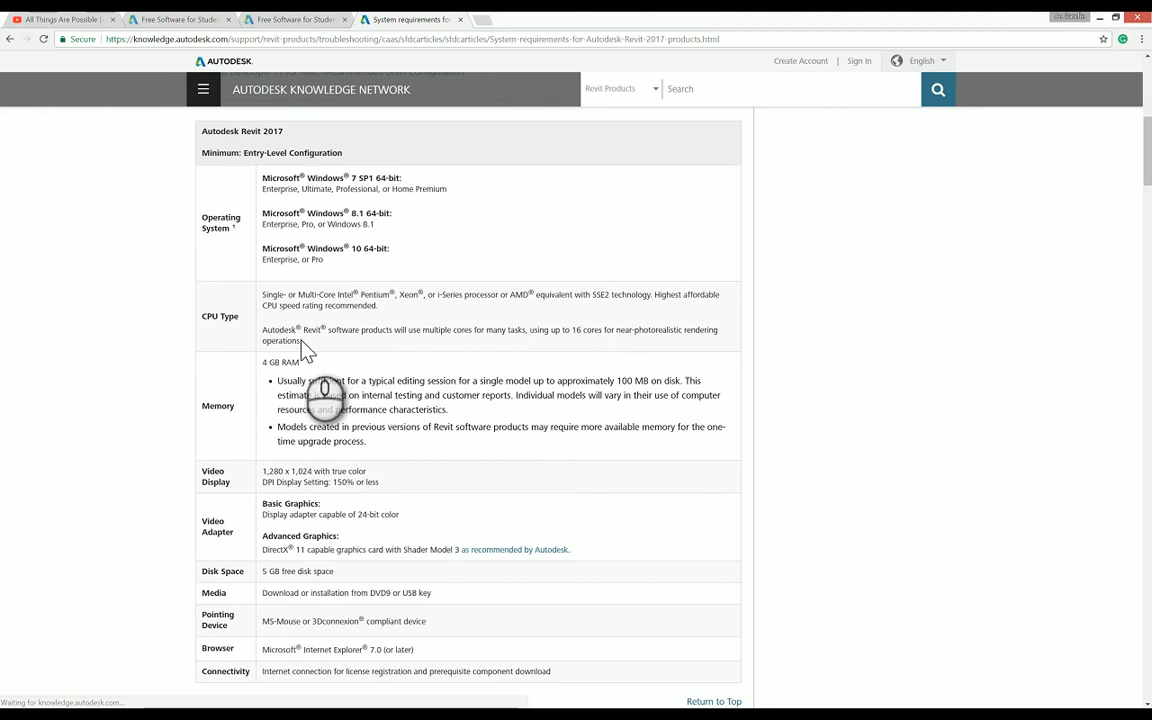 All Things Are Possible |
Free Software for Studen
Free Software for Studen
System requirements for
Secure
https://knowledge.autodesk.com/support/revit-products/troubleshooting/caas/sfdcarticles/sfdcarticles/System-requirements-for-Autodesk-Revit-2017-products.html
AUTODESK.
Create Account
Sign In
English
AUTODESK KNOWLEDGE NETWORK
Revit Products
Search
Autodesk Revit 2017
Minimum: Entry-Level Configuration
Operating
System ¹
Microsoft® Windows® 7 SP1 64-bit:
Enterprise, Ultimate, Professional, or Home Premium
Microsoft® Windows® 8.1 64-bit:
Enterprise, Pro, or Windows 8.1
Microsoft® Windows® 10 64-bit:
Enterprise, or Pro
CPU Type
Single- or Multi-Core Intel® Pentium®, Xeon®, or i-Series processor or AMD® equivalent with SSE2 technology. Highest affordable
CPU speed rating recommended.
Autodesk® Revit® software products will use multiple cores for many tasks, using up to 16 cores for near-photorealistic rendering
operations.
Memory
4 GB RAM
• Usually sufficient for a typical editing session for a single model up to approximately 100 MB on disk. This
estimate is based on internal testing and customer reports. Individual models will vary in their use of computer
resources and performance characteristics.
• Models created in previous versions of Revit software products may require more available memory for the one-
time upgrade process.
Video
Display
1,280 x 1,024 with true color
DPI Display Setting: 150% or less
Video
Adapter
Basic Graphics:
Display adapter capable of 24-bit color
Advanced Graphics:
DirectX® 11 capable graphics card with Shader Model 3 as recommended by Autodesk.
Disk Space
5 GB free disk space
Media
Download or installation from DVD9 or USB key
Pointing
Device
MS-Mouse or 3Dconnexion® compliant device
Browser
Microsoft® Internet Explorer® 7.0 (or later)
Connectivity
Internet connection for license registration and prerequisite component download
Return to Top
Waiting for knowledge.autodesk.com...